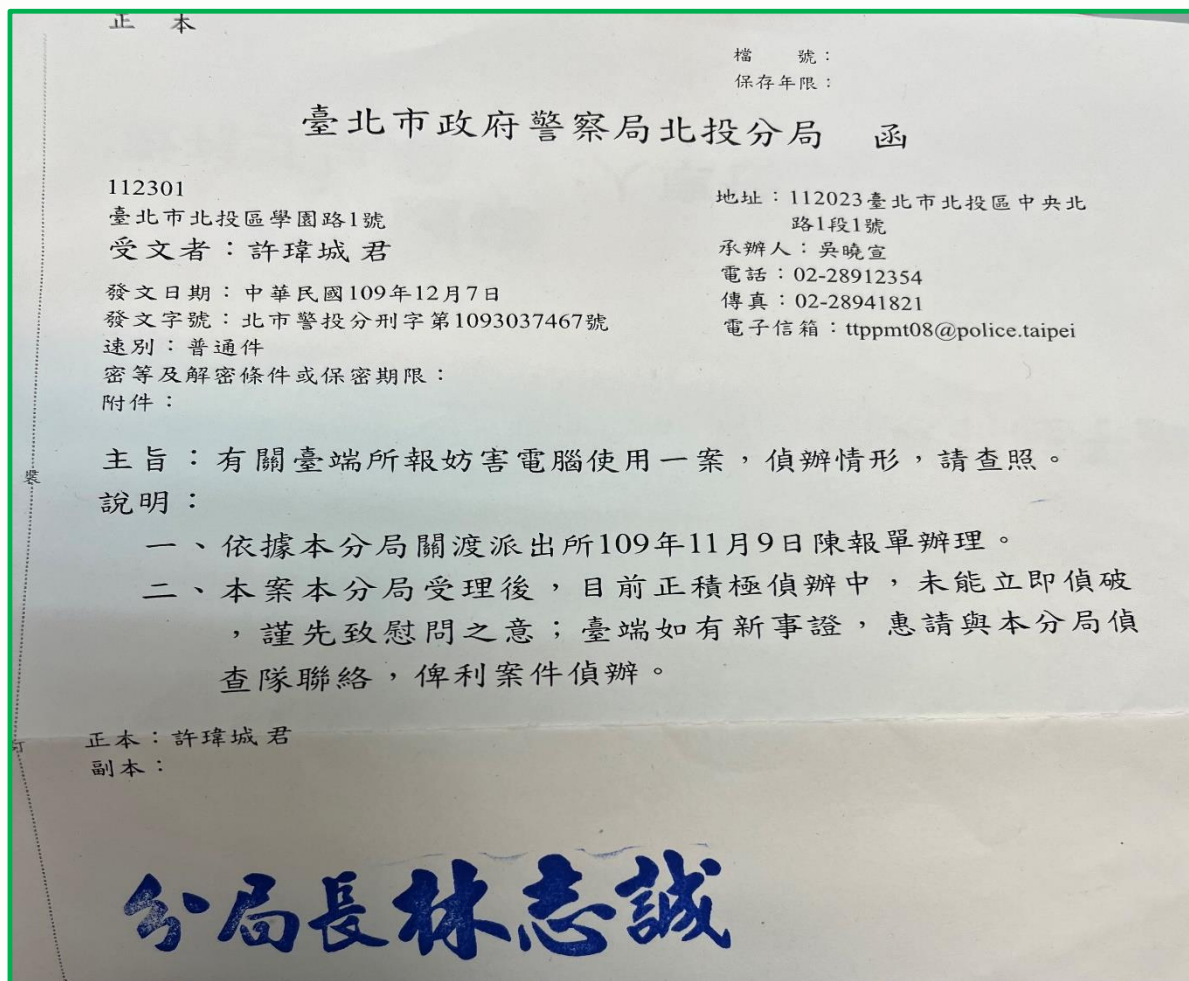 正 本
檔 號：
保存年限：
臺北市政府警察局北投分局 函
112301
臺北市北投區學園路1號
受文者：許瑋城 君
地址：112023臺北市北投區中央北
路1段1號
承辦人：吳曉宣
電話：02-28912354
傳真：02-28941821
電子信箱：ttppmt08@police.taipei
發文日期：中華民國109年12月7日
發文字號：北市警投分刑字第1093037467號
速別：普通件
密等及解密條件或保密期限：
附件：
主旨：有關臺端所報妨害電腦使用一案，偵辦情形，請查照。
說明：
一、依據本分局關渡派出所109年11月9日陳報單辦理。
二、本案本分局受理後，目前正積極偵辦中，未能立即偵破
，謹先致慰問之意；臺端如有新事證，惠請與本分局偵
查隊聯絡，俾利案件偵辦。
裝
訂
正本：許瑋城 君
副本：
分局長林志誠